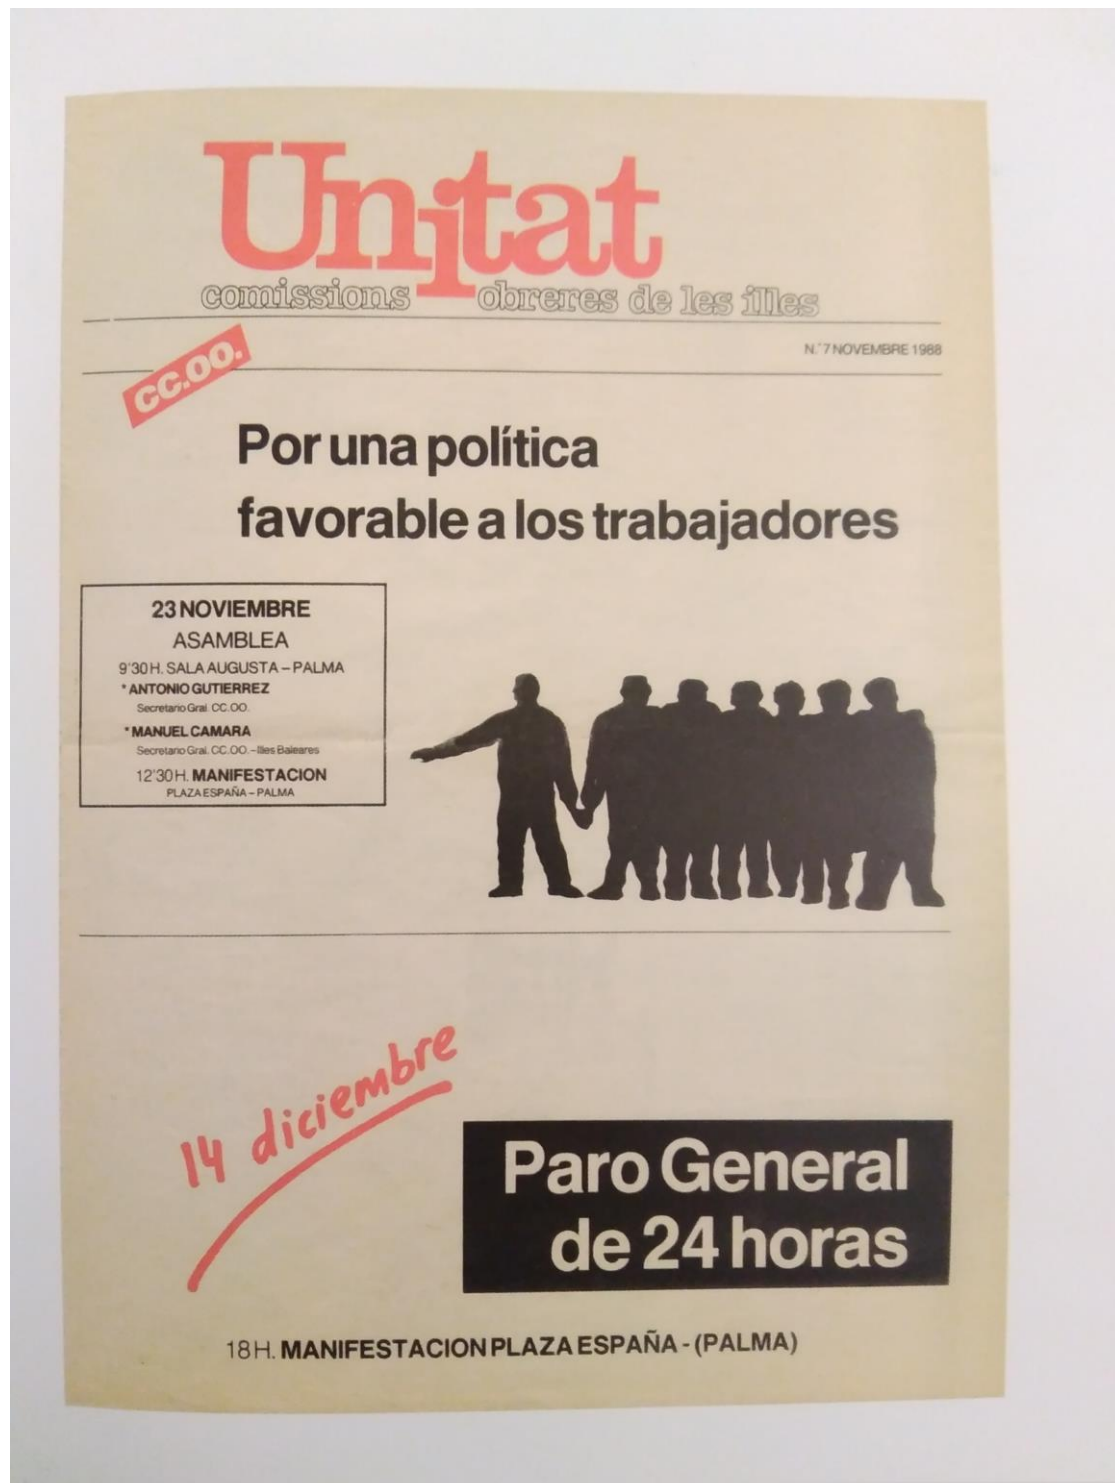 Unitat
comissions obreres de les illes
N.º 7 NOVEMBRE 1988
CC.OO.
Por una política
favorable a los trabajadores
23 NOVIEMBRE
ASAMBLEA
9'30 H. SALA AUGUSTA – PALMA
* ANTONIO GUTIERREZ
Secretario Gral. CC.OO.
* MANUEL CAMARA
Secretario Gral. CC.OO. – Illes Baleares
12'30 H. MANIFESTACION
PLAZA ESPAÑA – PALMA
14 diciembre
Paro General
de 24 horas
18 H. MANIFESTACION PLAZA ESPAÑA - (PALMA)